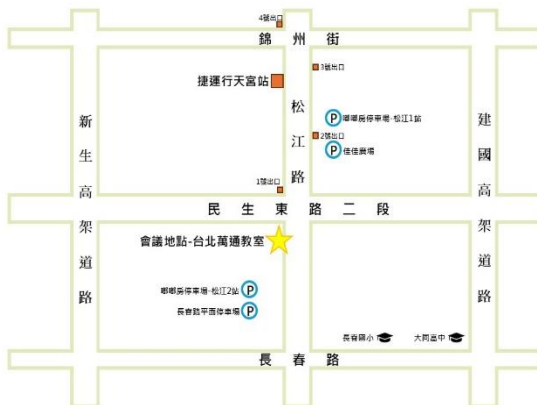 4號出口
錦州街
3號出口
捷運行天宮站
松江路
嘟嘟房停車場-松江1站
2號出口
佳佳廣場
新生高架道路
建國高架道路
1號出口
民生東路二段
會議地點-台北萬通教室
嘟嘟房停車場-松江2站
長春路平面停車場
長春國小
大同高中
長春路
P
P
P
P